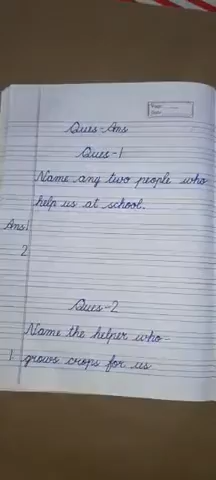 Ques-Ans
Ques-1
Name any two people who
help us at school.
Ans1
2
Ques-2
Name the helper who-
1 grows crops for us